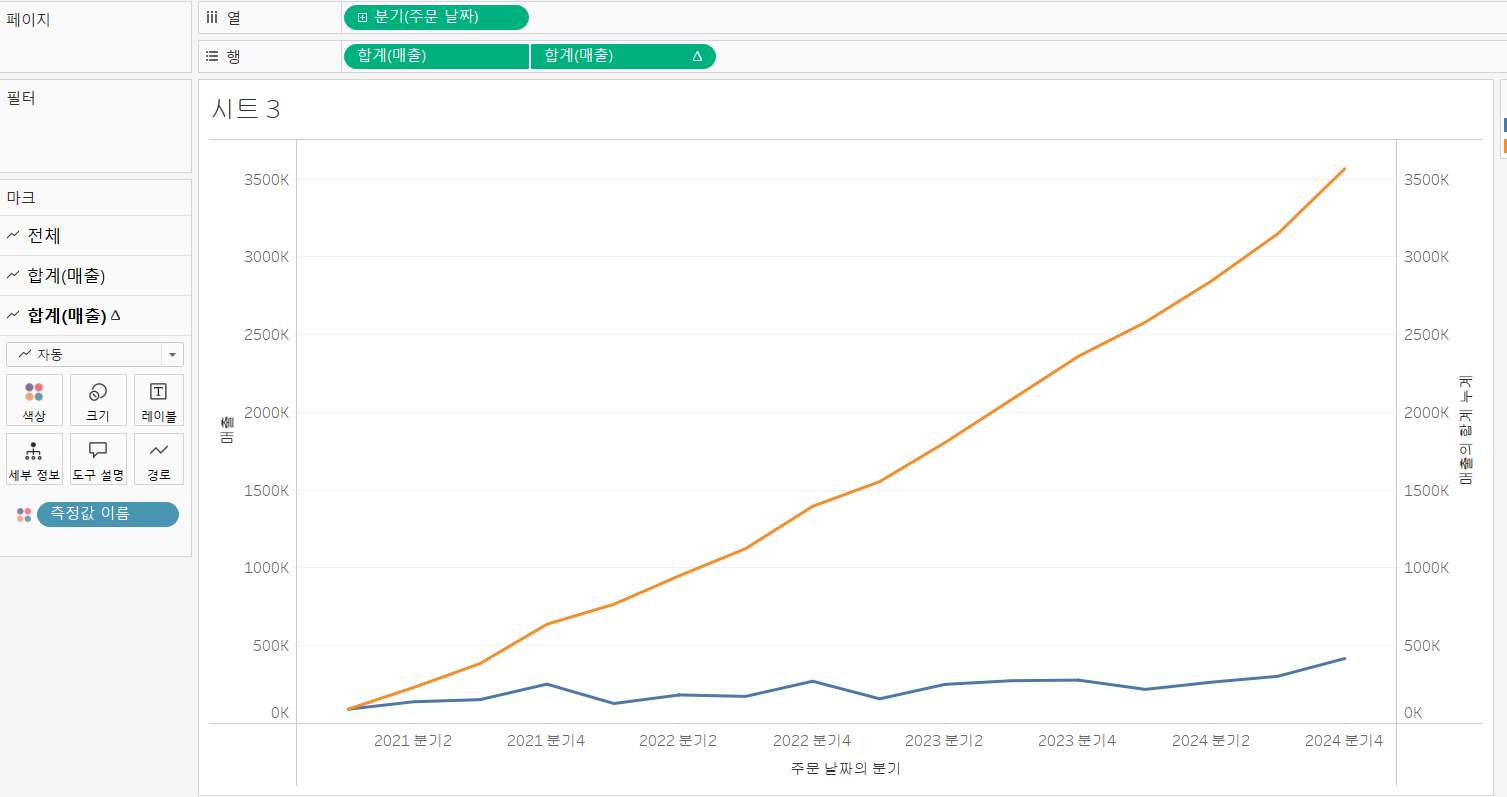 페이지
열
분기(주문 날짜)
행
합계(매출)
합계(매출) Δ
필터
마크
전체
합계(매출)
합계(매출) Δ
자동
색상
크기
레이블
세부 정보
도구 설명
경로
측정값 이름
시트 3
매출
3500K
3000K
2500K
2000K
1500K
1000K
500K
0K
3500K
3000K
2500K
2000K
1500K
1000K
500K
0K
매출의 합계 누계
2021 분기2
2021 분기4
2022 분기2
2022 분기4
2023 분기2
2023 분기4
2024 분기2
2024 분기4
주문 날짜의 분기